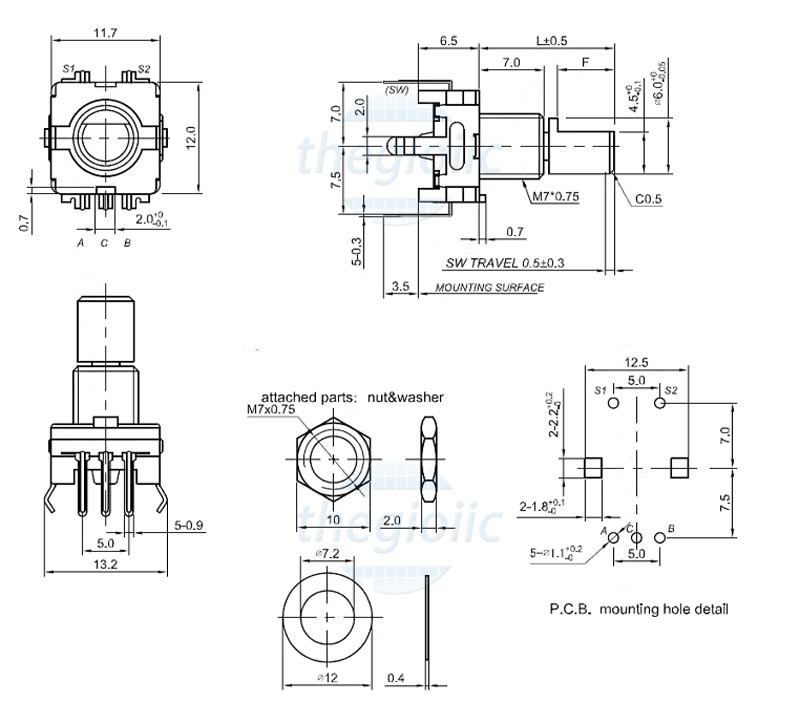 11.7
S1
S2
12.0
0.7
2.0+0-0.1
A
C
B
6.5
L±0.5
7.0
F
4.5+0-0.1
⌀6.0+0-0.05
(SW)
7.0
2.0
7.5
M7*0.75
C0.5
0.7
5-0.3
SW TRAVEL 0.5±0.3
3.5
MOUNTING SURFACE
thegioiic
5-0.9
5.0
13.2
attached parts: nut&washer
M7x0.75
10
2.0
thegioiic
⌀7.2
⌀12
0.4
12.5
5.0
S1
S2
2-2.2+0.2-0
7.0
2-1.8+0.1-0
7.5
A
C
B
5-⌀1.1+0.2-0
5.0
P.C.B. mounting hole detail